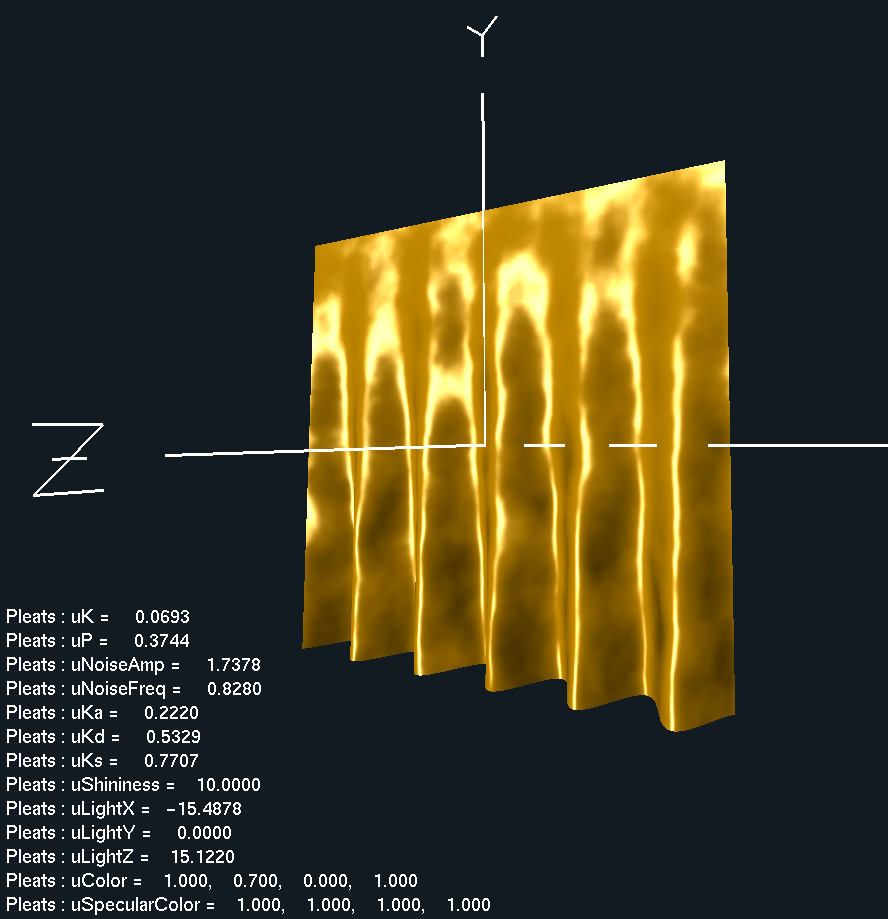 Y
Z
Pleats : uK = 0.0693
Pleats : uP = 0.3744
Pleats : uNoiseAmp = 1.7378
Pleats : uNoiseFreq = 0.8280
Pleats : uKa = 0.2220
Pleats : uKd = 0.5329
Pleats : uKs = 0.7707
Pleats : uShininess = 10.0000
Pleats : uLightX = -15.4878
Pleats : uLightY = 0.0000
Pleats : uLightZ = 15.1220
Pleats : uColor = 1.000, 0.700, 0.000, 1.000
Pleats : uSpecularColor = 1.000, 1.000, 1.000, 1.000